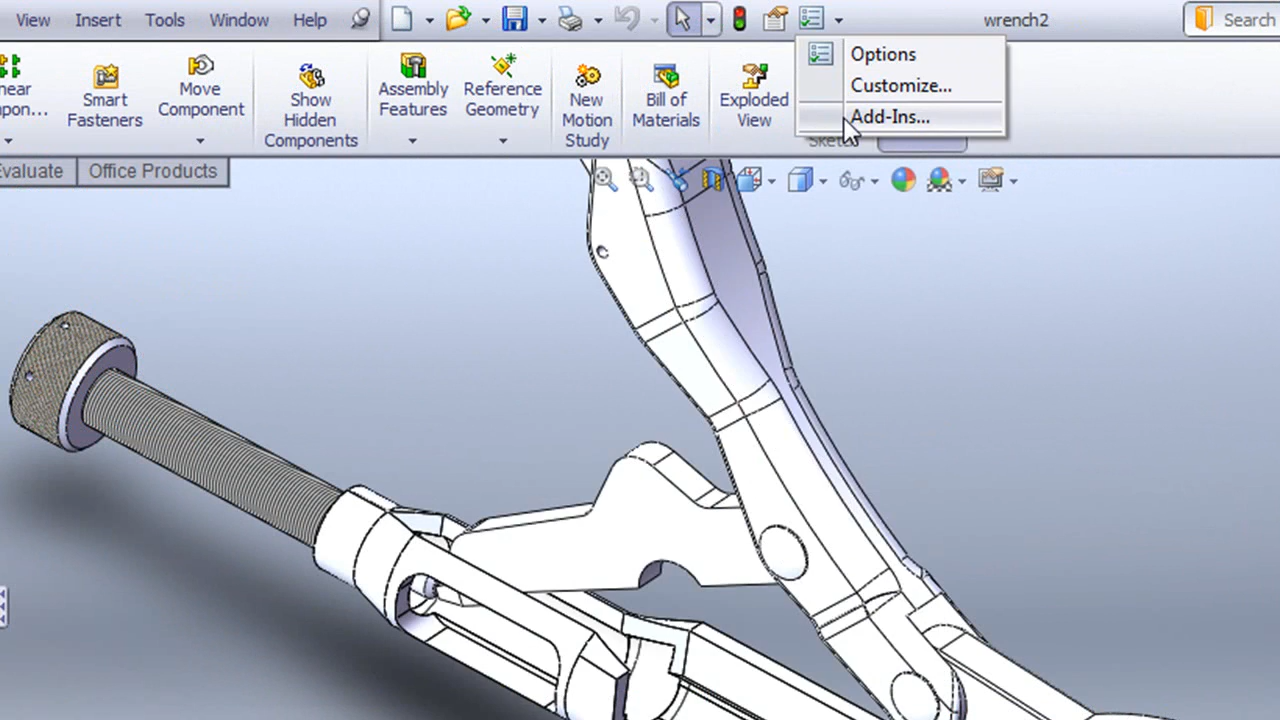 View Insert Tools Window Help
wrench2
Search
Options
Customize...
Add-Ins...
Smart
Fasteners
Move
Component
Show
Hidden
Components
Assembly
Features
Reference
Geometry
New
Motion
Study
Bill of
Materials
Exploded
View
Office Products